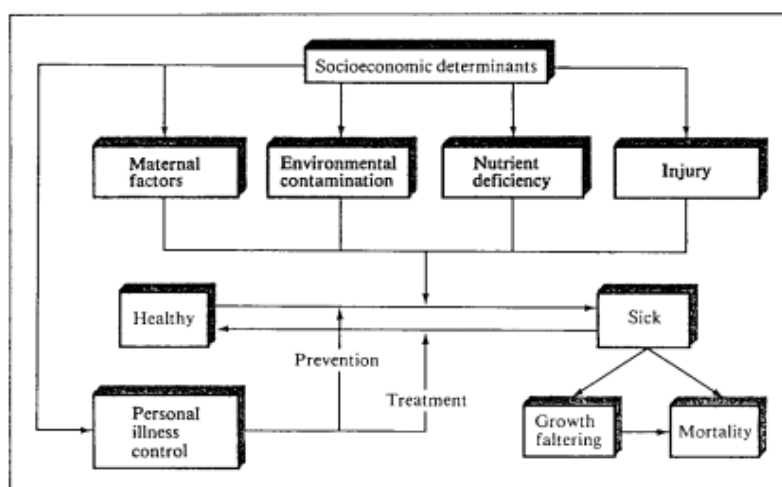 Socioeconomic determinants
Maternal
factors
Environmental
contamination
Nutrient
deficiency
Injury
Healthy
Sick
Prevention
Treatment
Personal
illness
control
Growth
faltering
Mortality